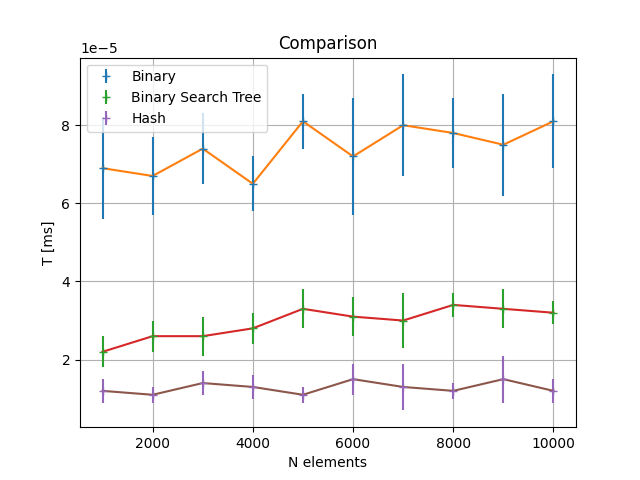 Comparison
1e−5
Binary
Binary Search Tree
Hash
8
6
4
2
T [ms]
2000 4000 6000 8000 10000
N elements